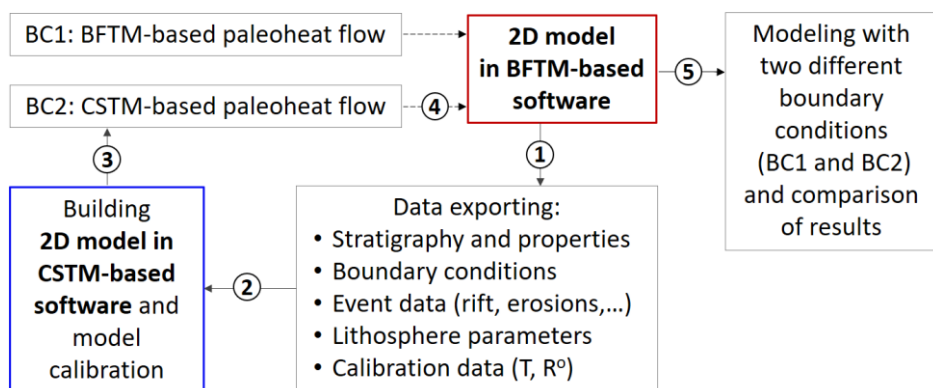 BC1: BFTM-based paleoheat flow
BC2: CSTM-based paleoheat flow
2D model
in BFTM-based
software
5
Modeling with
two different
boundary
conditions
(BC1 and BC2)
and comparison
of results
4
3
1
Building
2D model in
CSTM-based
software and
model
calibration
2
Data exporting:
• Stratigraphy and properties
• Boundary conditions
• Event data (rift, erosions,...)
• Lithosphere parameters
• Calibration data (T, Rº)